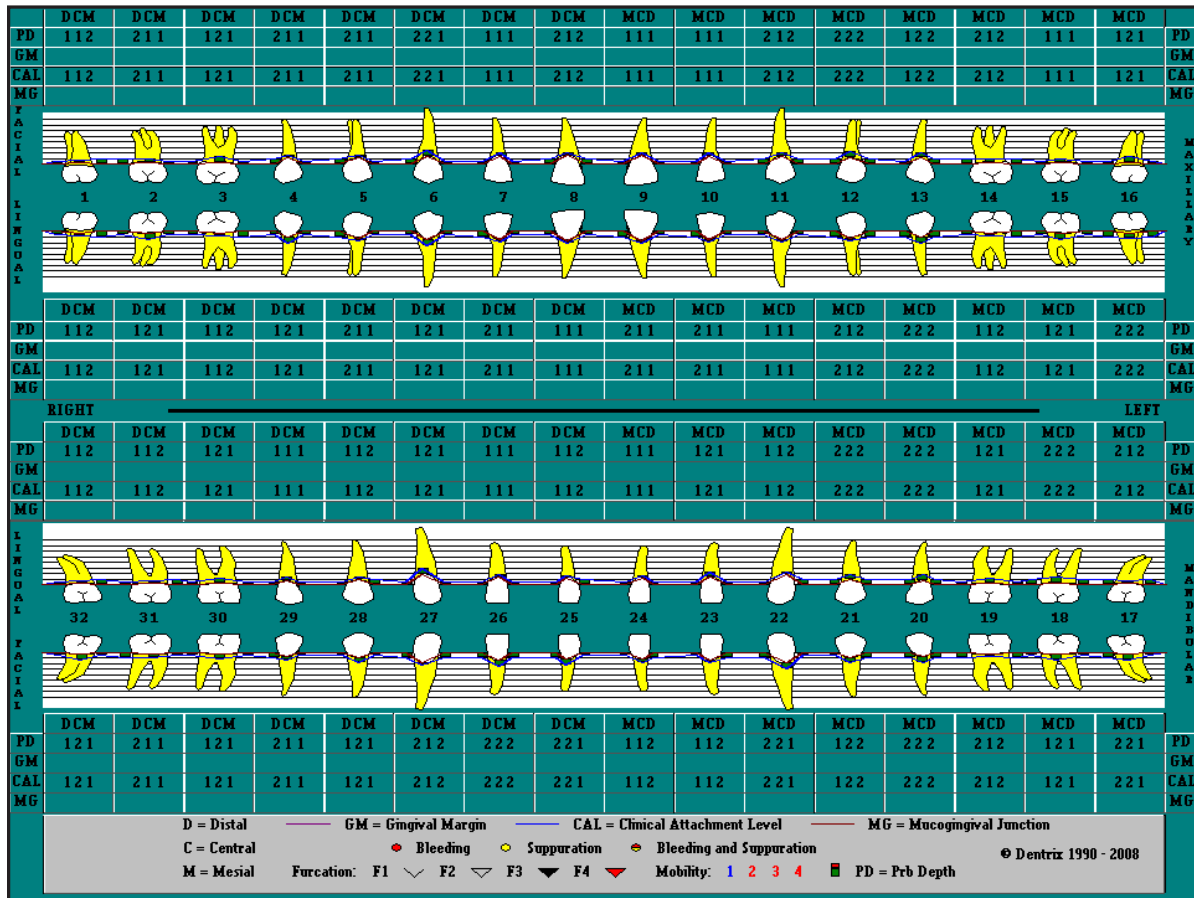 DCM DCM DCM DCM DCM DCM DCM DCM MCD MCD MCD MCD MCD MCD MCD MCD
PD 112 211 121 211 211 221 111 212 111 111 212 222 122 212 111 121 PD
GM GM
CAL 112 211 121 211 211 221 111 212 111 111 212 222 122 212 111 121 CAL
MG MG
FACIAL
MAXILLARY
1 2 3 4 5 6 7 8 9 10 11 12 13 14 15 16
LINGUAL
DCM DCM DCM DCM DCM DCM DCM DCM MCD MCD MCD MCD MCD MCD MCD MCD
PD 112 121 112 121 211 121 211 111 211 211 111 212 222 112 121 222 PD
GM GM
CAL 112 121 112 121 211 121 211 111 211 211 111 212 222 112 121 222 CAL
MG MG
RIGHT LEFT
DCM DCM DCM DCM DCM DCM DCM DCM MCD MCD MCD MCD MCD MCD MCD MCD
PD 112 112 121 111 112 121 111 112 111 121 112 222 222 121 222 212 PD
GM GM
CAL 112 112 121 111 112 121 111 112 111 121 112 222 222 121 222 212 CAL
MG MG
LINGUAL
MANDIBULAR
32 31 30 29 28 27 26 25 24 23 22 21 20 19 18 17
FACIAL
DCM DCM DCM DCM DCM DCM DCM DCM MCD MCD MCD MCD MCD MCD MCD MCD
PD 121 211 121 211 121 212 222 221 112 112 221 122 222 212 121 221 PD
GM GM
CAL 121 211 121 211 121 212 222 221 112 112 221 122 222 212 121 221 CAL
MG MG
D = Distal GM = Gingival Margin CAL = Clinical Attachment Level MG = Mucogingival Junction
C = Central Bleeding Suppuration Bleeding and Suppuration © Dentrix 1990 - 2008
M = Mesial Furcation: F1 F2 F3 F4 Mobility: 1 2 3 4 PD = Prb Depth